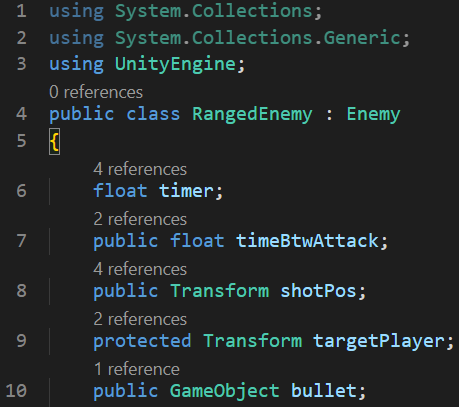 1 using System.Collections;
2 using System.Collections.Generic;
3 using UnityEngine;
0 references
4 public class RangedEnemy : Enemy
5 {
4 references
6 float timer;
2 references
7 public float timeBtwAttack;
4 references
8 public Transform shotPos;
2 references
9 protected Transform targetPlayer;
1 reference
10 public GameObject bullet;